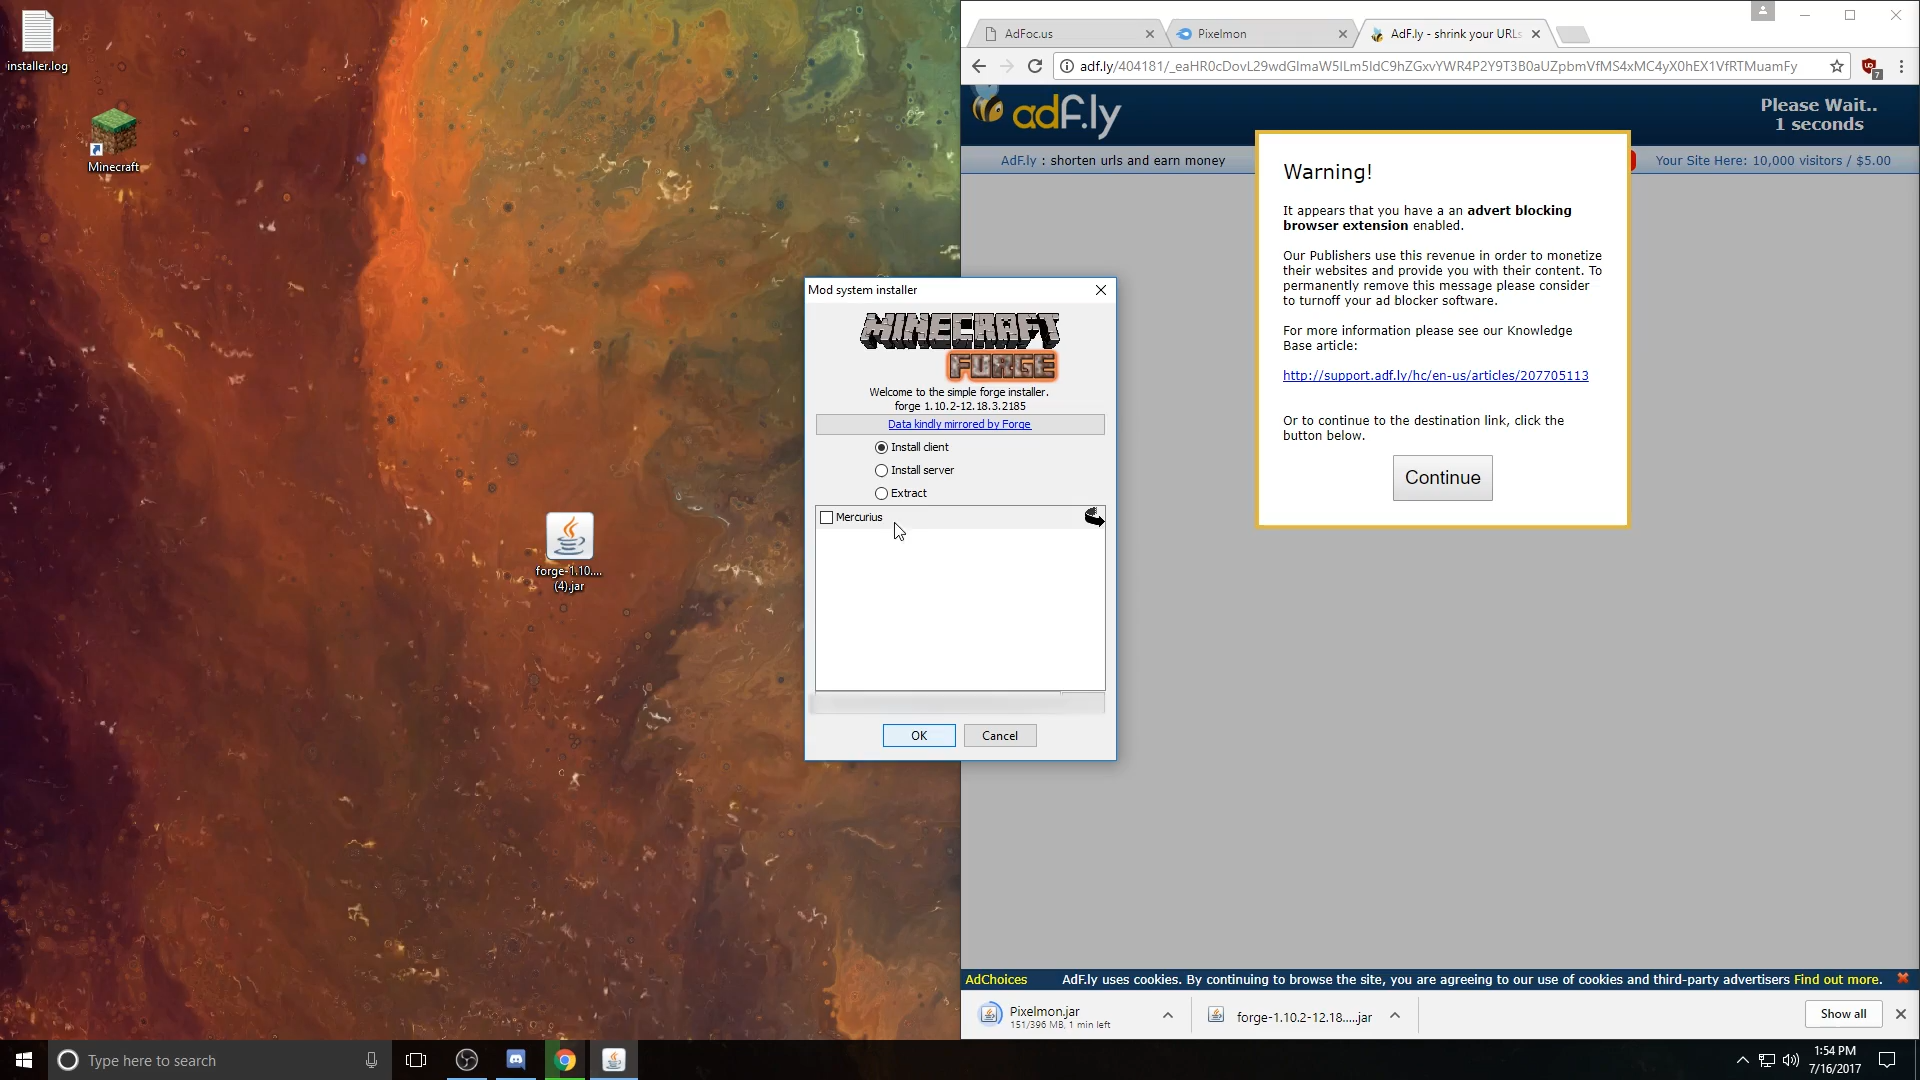 installer.log
Minecraft
forge-1.10....
(4).jar
AdFoc.us
Pixelmon
AdF.ly - shrink your URLs
adf.ly/404181/_eaHR0cDovL29wdGlmaW5lLm5ldC9hZGxvYWR4P2Y9T3B0aUZpbmVfMS4xMC4yX0hEX1VfRTMuamFy
7
adf.ly
Please Wait..
1 seconds
AdF.ly : shorten urls and earn money
Your Site Here: 10,000 visitors / $5.00
Warning!
It appears that you have a an advert blocking
browser extension enabled.
Our Publishers use this revenue in order to monetize
their websites and provide you with their content. To
permanently remove this message please consider
to turnoff your ad blocker software.
For more information please see our Knowledge
Base article:
http://support.adf.ly/hc/en-us/articles/207705113
Or to continue to the destination link, click the
button below.
Continue
Mod system installer
MINECRAFT
FORGE
Welcome to the simple forge installer.
forge 1.10.2-12.18.3.2185
Data kindly mirrored by Forge
Install client
Install server
Extract
Mercurius
OK
Cancel
AdChoices
AdF.ly uses cookies. By continuing to browse the site, you are agreeing to our use of cookies and third-party advertisers Find out more.
Pixelmon.jar
151/396 MB, 1 min left
forge-1.10.2-12.18.....jar
Show all
Type here to search
1:54 PM
7/16/2017